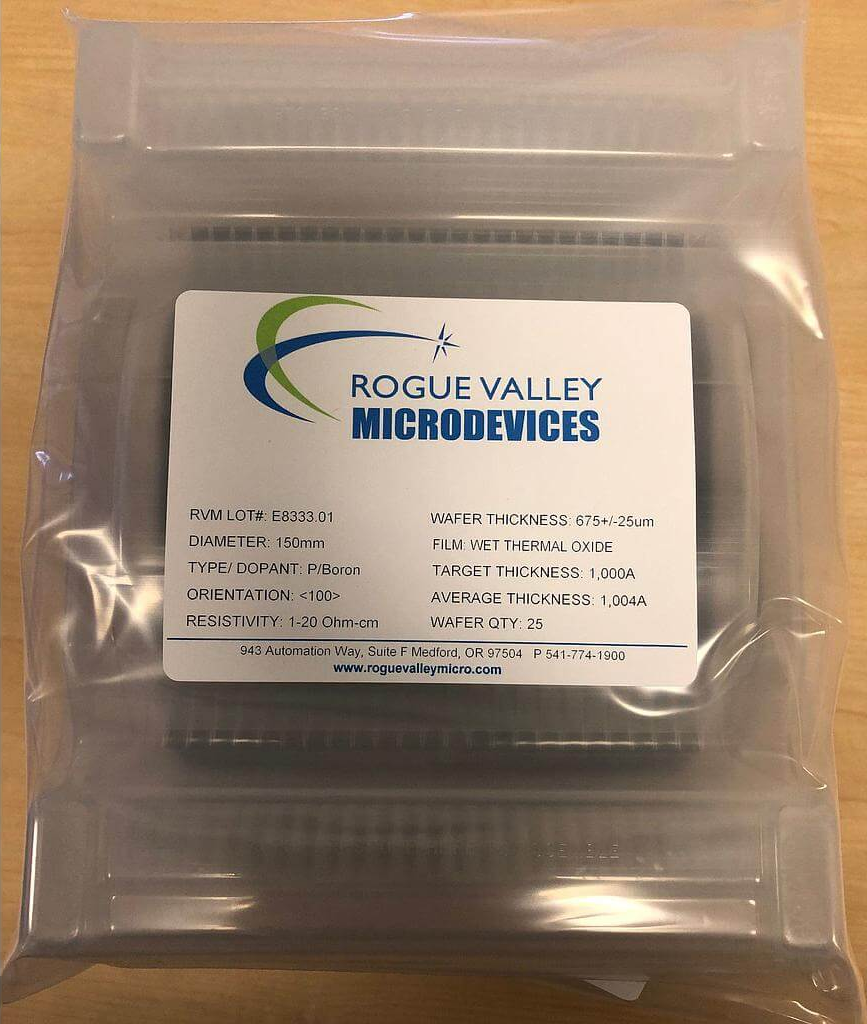 ROGUE VALLEY
MICRODEVICES
RVM LOT#: E8333.01
DIAMETER: 150mm
TYPE/ DOPANT: P/Boron
ORIENTATION: <100>
RESISTIVITY: 1-20 Ohm-cm
WAFER THICKNESS: 675+/-25um
FILM: WET THERMAL OXIDE
TARGET THICKNESS: 1,000A
AVERAGE THICKNESS: 1,004A
WAFER QTY: 25
943 Automation Way, Suite F Medford, OR 97504 P 541-774-1900
www.roguevalleymicro.com